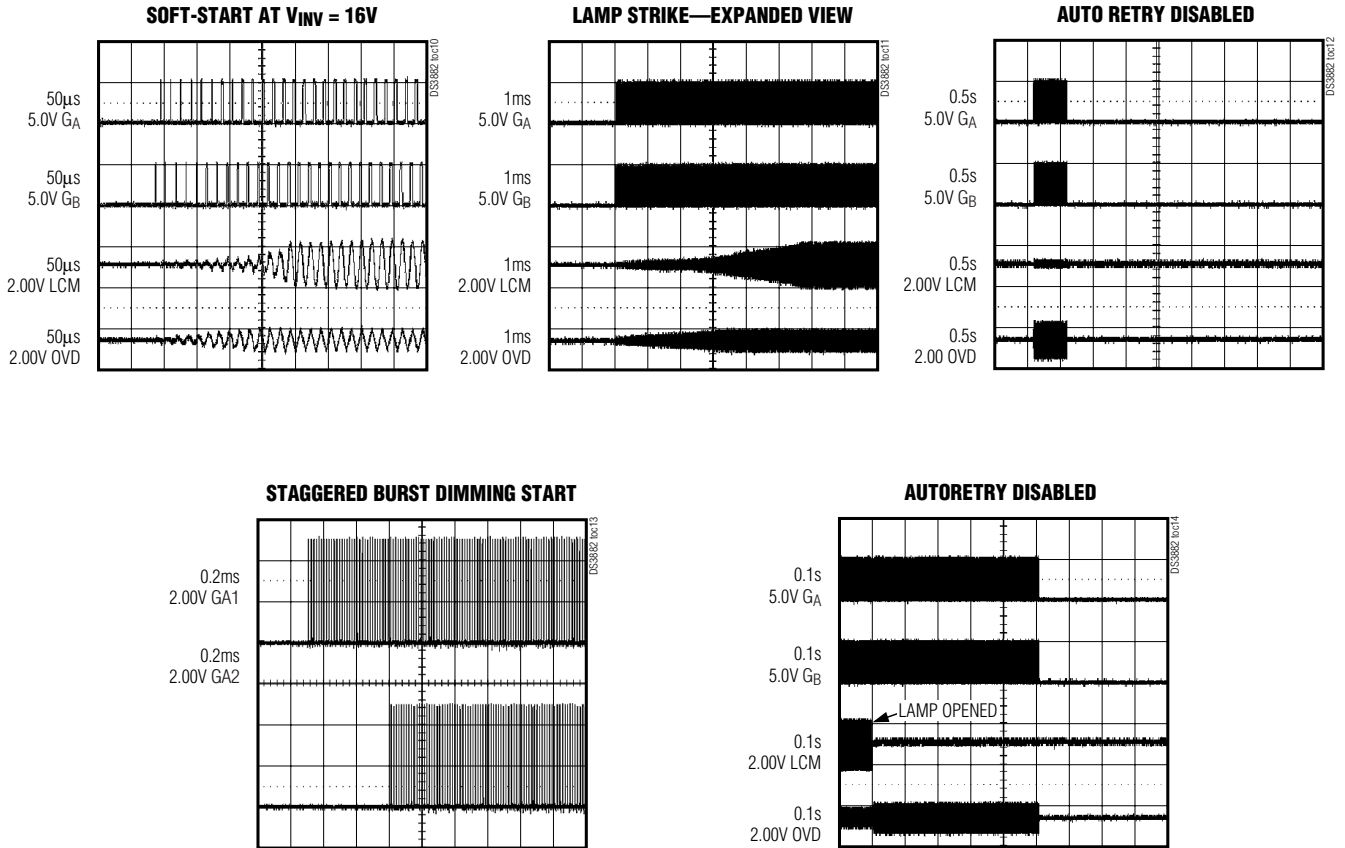 SOFT-START AT VINV = 16V
50µs
5.0V GA
50µs
5.0V GB
50µs
2.00V LCM
50µs
2.00V OVD
DS3882 toc10
LAMP STRIKE—EXPANDED VIEW
1ms
5.0V GA
1ms
5.0V GB
1ms
2.00V LCM
1ms
2.00V OVD
DS3882 toc11
AUTO RETRY DISABLED
0.5s
5.0V GA
0.5s
5.0V GB
0.5s
2.00V LCM
0.5s
2.00 OVD
DS3882 toc12
STAGGERED BURST DIMMING START
0.2ms
2.00V GA1
0.2ms
2.00V GA2
DS3882 toc13
AUTORETRY DISABLED
0.1s
5.0V GA
0.1s
5.0V GB
LAMP OPENED
0.1s
2.00V LCM
0.1s
2.00V OVD
DS3882 toc14